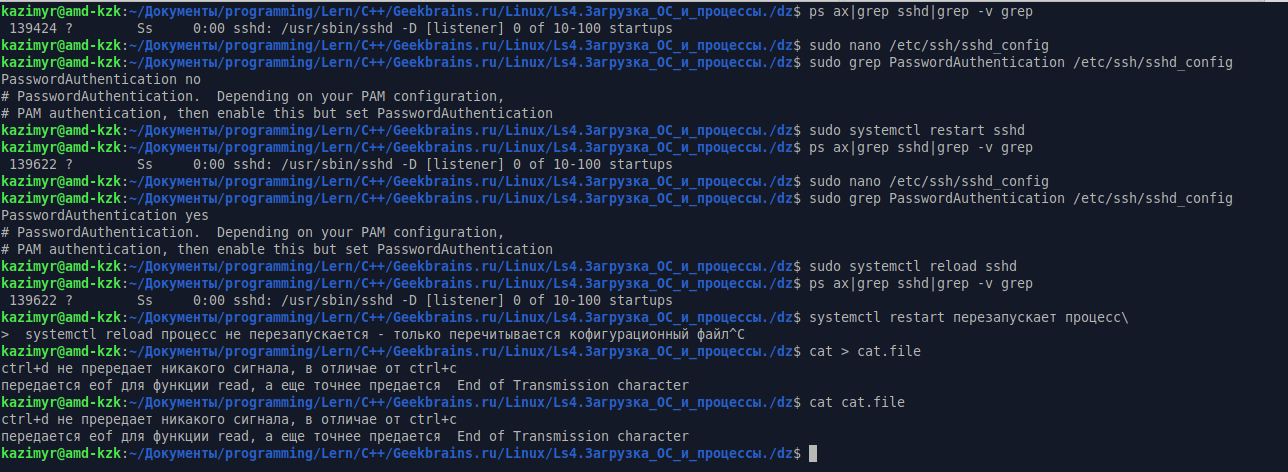 kazimyr@amd-kzk:~/Документы/programming/Lern/C++/Geekbrains.ru/Linux/Ls4.Загрузка_ОС_и_процессы./dz$ ps ax|grep sshd|grep -v grep
 139424 ?        Ss     0:00 sshd: /usr/sbin/sshd -D [listener] 0 of 10-100 startups
kazimyr@amd-kzk:~/Документы/programming/Lern/C++/Geekbrains.ru/Linux/Ls4.Загрузка_ОС_и_процессы./dz$ sudo nano /etc/ssh/sshd_config
kazimyr@amd-kzk:~/Документы/programming/Lern/C++/Geekbrains.ru/Linux/Ls4.Загрузка_ОС_и_процессы./dz$ sudo grep PasswordAuthentication /etc/ssh/sshd_config
PasswordAuthentication no
# PasswordAuthentication.  Depending on your PAM configuration,
# PAM authentication, then enable this but set PasswordAuthentication
kazimyr@amd-kzk:~/Документы/programming/Lern/C++/Geekbrains.ru/Linux/Ls4.Загрузка_ОС_и_процессы./dz$ sudo systemctl restart sshd
kazimyr@amd-kzk:~/Документы/programming/Lern/C++/Geekbrains.ru/Linux/Ls4.Загрузка_ОС_и_процессы./dz$ ps ax|grep sshd|grep -v grep
 139622 ?        Ss     0:00 sshd: /usr/sbin/sshd -D [listener] 0 of 10-100 startups
kazimyr@amd-kzk:~/Документы/programming/Lern/C++/Geekbrains.ru/Linux/Ls4.Загрузка_ОС_и_процессы./dz$ sudo nano /etc/ssh/sshd_config
kazimyr@amd-kzk:~/Документы/programming/Lern/C++/Geekbrains.ru/Linux/Ls4.Загрузка_ОС_и_процессы./dz$ sudo grep PasswordAuthentication /etc/ssh/sshd_config
PasswordAuthentication yes
# PasswordAuthentication.  Depending on your PAM configuration,
# PAM authentication, then enable this but set PasswordAuthentication
kazimyr@amd-kzk:~/Документы/programming/Lern/C++/Geekbrains.ru/Linux/Ls4.Загрузка_ОС_и_процессы./dz$ sudo systemctl reload sshd
kazimyr@amd-kzk:~/Документы/programming/Lern/C++/Geekbrains.ru/Linux/Ls4.Загрузка_ОС_и_процессы./dz$ ps ax|grep sshd|grep -v grep
 139622 ?        Ss     0:00 sshd: /usr/sbin/sshd -D [listener] 0 of 10-100 startups
kazimyr@amd-kzk:~/Документы/programming/Lern/C++/Geekbrains.ru/Linux/Ls4.Загрузка_ОС_и_процессы./dz$ systemctl restart перезапускает процесс\
>  systemctl reload процесс не перезапускается - только перечитывается кофигурационный файл^C
kazimyr@amd-kzk:~/Документы/programming/Lern/C++/Geekbrains.ru/Linux/Ls4.Загрузка_ОС_и_процессы./dz$ cat > cat.file
ctrl+d не прередает никакого сигнала, в отличае от ctrl+c
передается eof для функции read, а еще точнее предается  End of Transmission character
kazimyr@amd-kzk:~/Документы/programming/Lern/C++/Geekbrains.ru/Linux/Ls4.Загрузка_ОС_и_процессы./dz$ cat cat.file
ctrl+d не прередает никакого сигнала, в отличае от ctrl+c
передается eof для функции read, а еще точнее предается  End of Transmission character
kazimyr@amd-kzk:~/Документы/programming/Lern/C++/Geekbrains.ru/Linux/Ls4.Загрузка_ОС_и_процессы./dz$